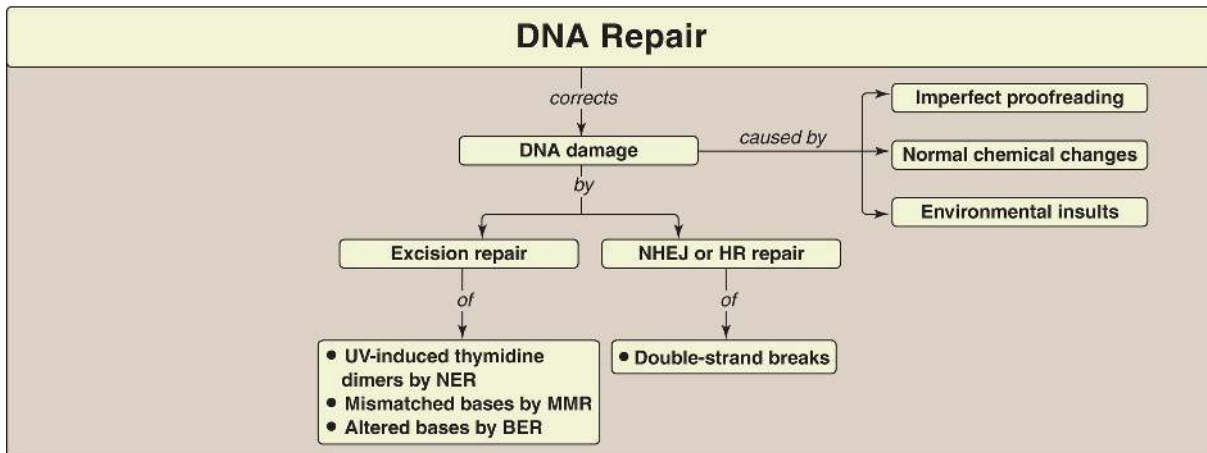 DNA Repair
corrects
DNA damage
caused by
Imperfect proofreading
Normal chemical changes
Environmental insults
by
Excision repair
NHEJ or HR repair
of
of
● UV-induced thymidine
dimers by NER
● Mismatched bases by MMR
● Altered bases by BER
● Double-strand breaks